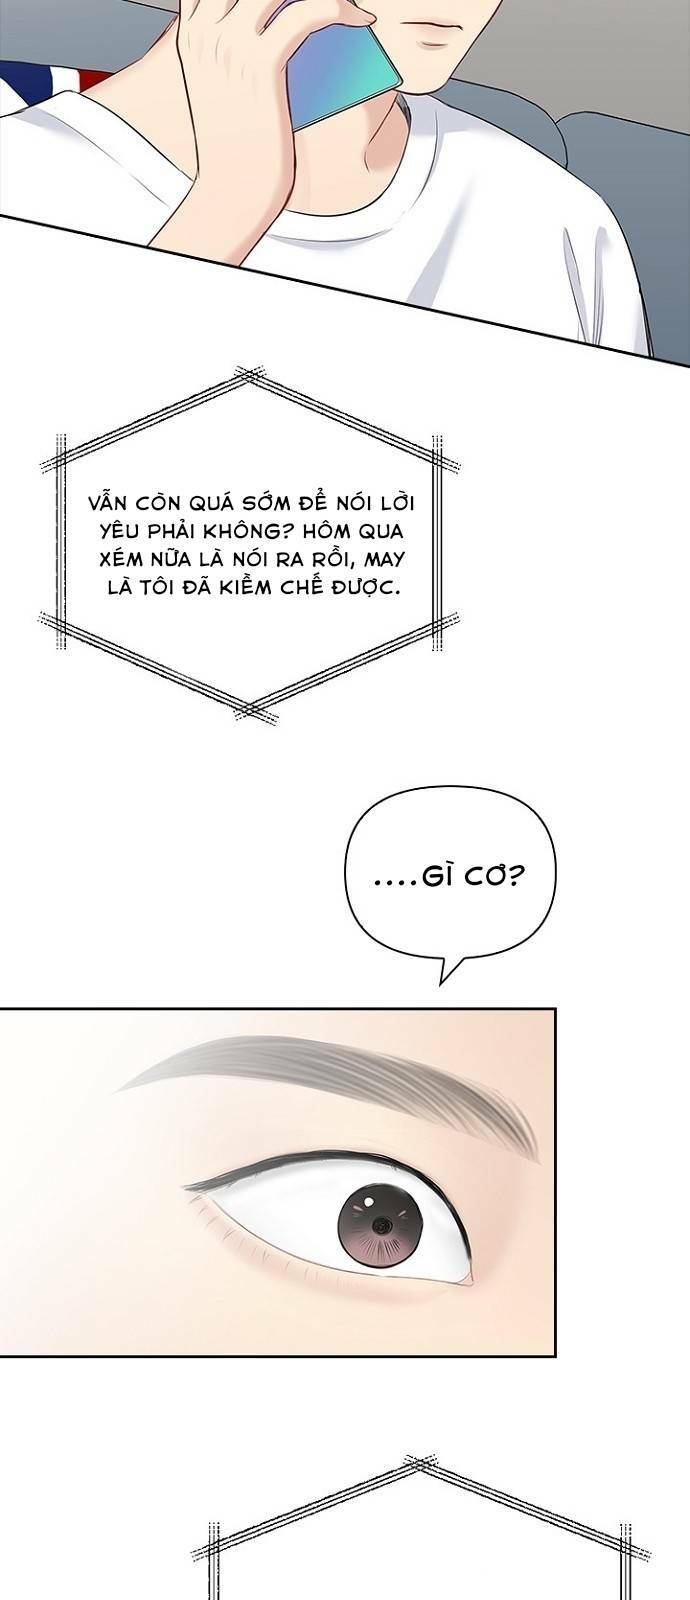 VẪN CÒN QUÁ SỚM ĐỂ NÓI LỜI
YÊU PHẢI KHÔNG? HÔM QUA
XÉM NỮA LÀ NÓI RA RỒI, MAY
LÀ TÔI ĐÃ KIỀM CHẾ ĐƯỢC.
....GÌ CƠ?